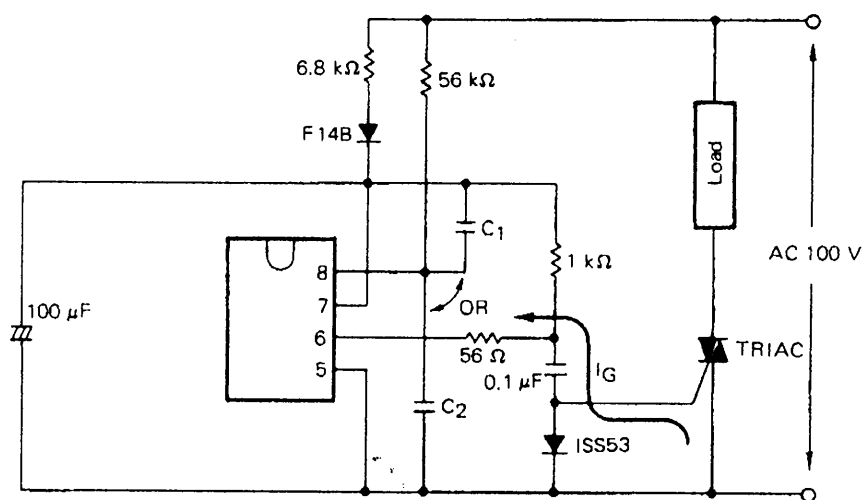 6.8 kΩ
56 kΩ
F14B
Load
C1
1 kΩ
AC 100 V
8
7
OR
100 µF
6
56 Ω
TRIAC
5
0.1 µF
IG
C2
ISS53